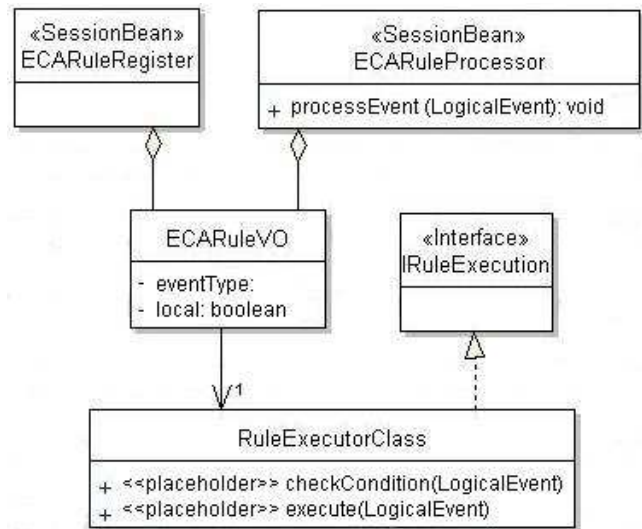 «SessionBean»
ECARuleRegister
«SessionBean»
ECARuleProcessor
+ processEvent (LogicalEvent): void
ECARuleVO
- eventType:
- local: boolean
«Interface»
IRuleExecution
1
RuleExecutorClass
+ <<placeholder>> checkCondition(LogicalEvent)
+ <<placeholder>> execute(LogicalEvent)